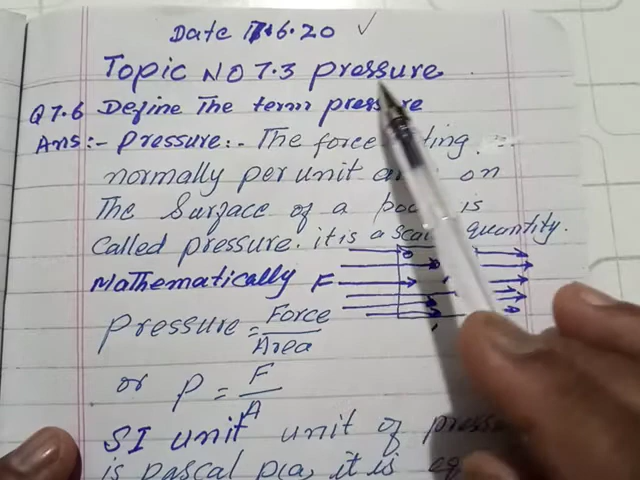 Date 17.6.20
Topic NO 7.3 pressure
Q 7.6 Define The term pressure
Ans:- Pressure:- The force
normally per unit on
The Surface of a is
called pressure. it is a quantity.
Mathematically F
pressure = Force
Area
or P = F
A
SI unit unit of
is pascal it is